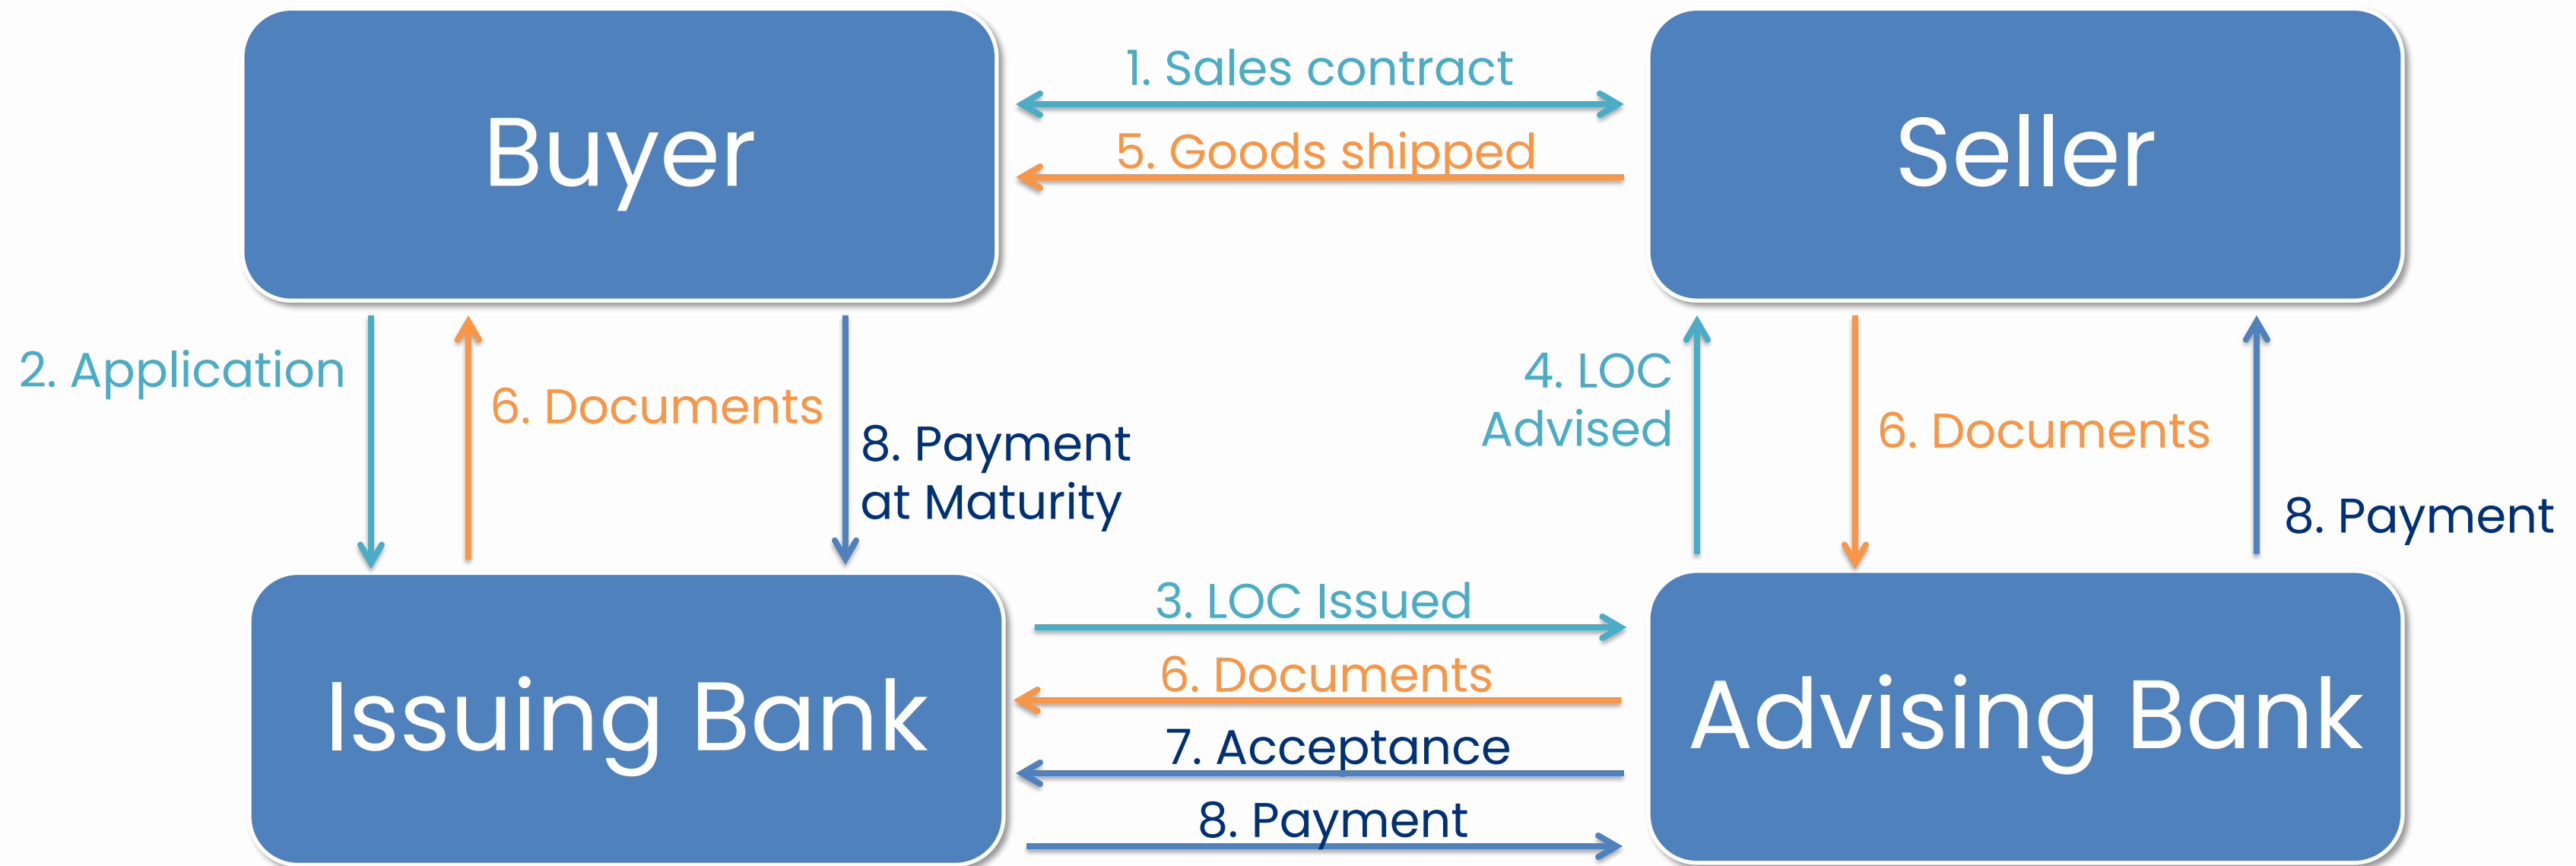 Buyer
1. Sales contract
5. Goods shipped
Seller
2. Application
6. Documents
8. Payment
at Maturity
4. LOC
Advised
6. Documents
8. Payment
Issuing Bank
3. LOC Issued
6. Documents
7. Acceptance
8. Payment
Advising Bank